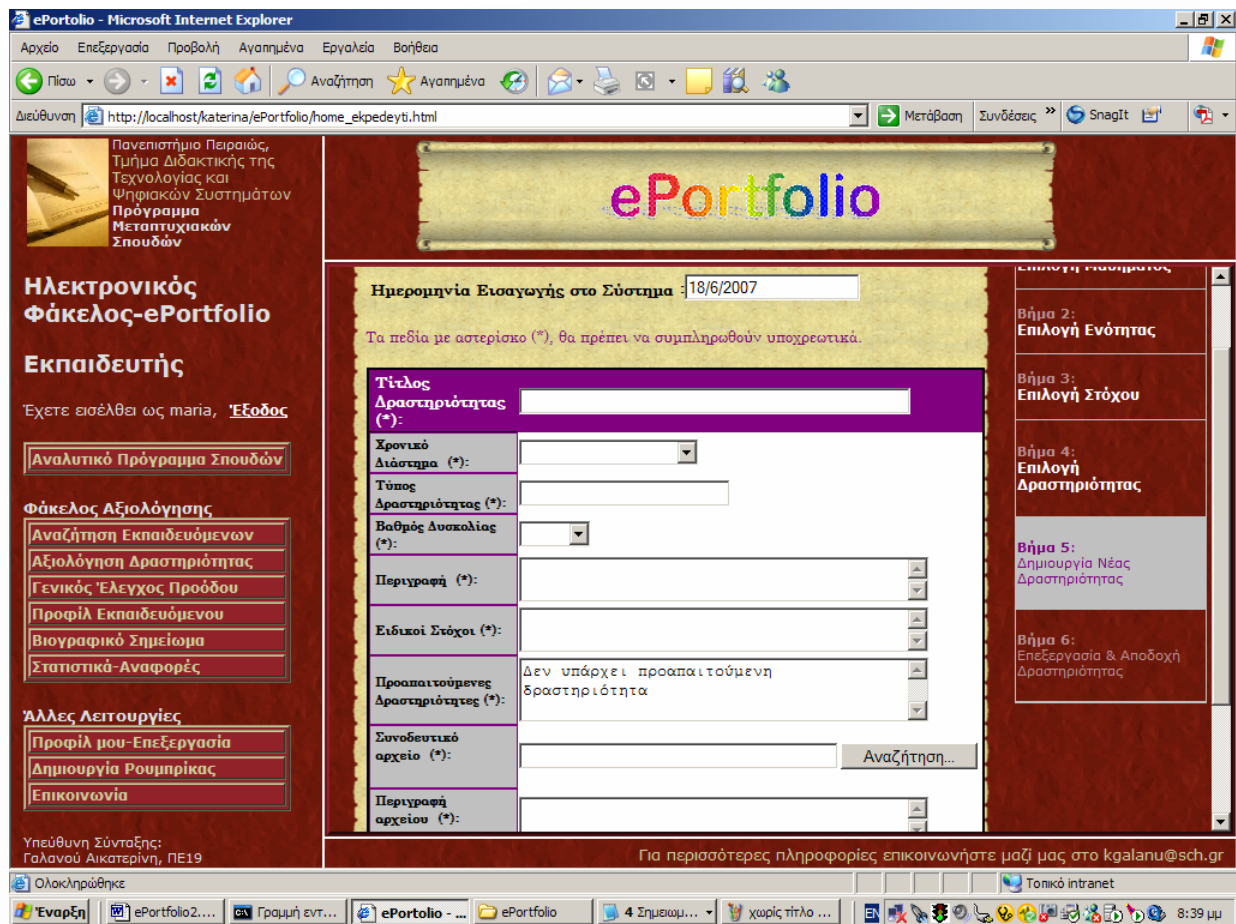 ePortolio - Microsoft Internet Explorer
Αρχείο Επεξεργασία Προβολή Αγαπημένα Εργαλεία Βοήθεια
Πίσω Αναζήτηση Αγαπημένα
Διεύθυνση http://localhost/katerina/ePortfolio/home_ekpedeyti.html Μετάβαση Συνδέσεις » SnagIt
Πανεπιστήμιο Πειραιώς,
Τμήμα Διδακτικής της
Τεχνολογίας και
Ψηφιακών Συστημάτων
Πρόγραμμα
Μεταπτυχιακών
Σπουδών
ePortfolio
Ηλεκτρονικός
Φάκελος-ePortfolio
Εκπαιδευτής
Έχετε εισέλθει ως maria, Έξοδος
Αναλυτικό Πρόγραμμα Σπουδών
Φάκελος Αξιολόγησης
Αναζήτηση Εκπαιδευόμενων
Αξιολόγηση Δραστηριότητας
Γενικός Έλεγχος Προόδου
Προφίλ Εκπαιδευόμενου
Βιογραφικό Σημείωμα
Στατιστικά-Αναφορές
Άλλες Λειτουργίες
Προφίλ μου-Επεξεργασία
Δημιουργία Ρουμπρίκας
Επικοινωνία
Υπεύθυνη Σύνταξης:
Γαλανού Αικατερίνη, ΠΕ19
Ημερομηνία Εισαγωγής στο Σύστημα : 18/6/2007
Τα πεδία με αστερίσκο (*), θα πρέπει να συμπληρωθούν υποχρεωτικά.
Τίτλος
Δραστηριότητας
(*):
Χρονικό
Διάστημα (*):
Τύπος
Δραστηριότητας (*):
Βαθμός Δυσκολίας
(*):
Περιγραφή (*):
Ειδικοί Στόχοι (*):
Προαπαιτούμενες
Δραστηριότητες (*):
Δεν υπάρχει προαπαιτούμενη
δραστηριότητα
Συνοδευτικό
αρχείο (*):
Αναζήτηση...
Περιγραφή
αρχείου (*):
Επιλογή Μαθήματος
Βήμα 2:
Επιλογή Ενότητας
Βήμα 3:
Επιλογή Στόχου
Βήμα 4:
Επιλογή
Δραστηριότητας
Βήμα 5:
Δημιουργία Νέας
Δραστηριότητας
Βήμα 6:
Επεξεργασία & Αποδοχή
Δραστηριότητας
Για περισσότερες πληροφορίες επικοινωνήστε μαζί μας στο kgalanu@sch.gr
Ολοκληρώθηκε Τοπικό intranet
Έναρξη ePortfolio2.... Γραμμή εντ... ePortolio - ... ePortfolio 4 Σημειωμ... χωρίς τίτλο ... EN 8:39 μμ